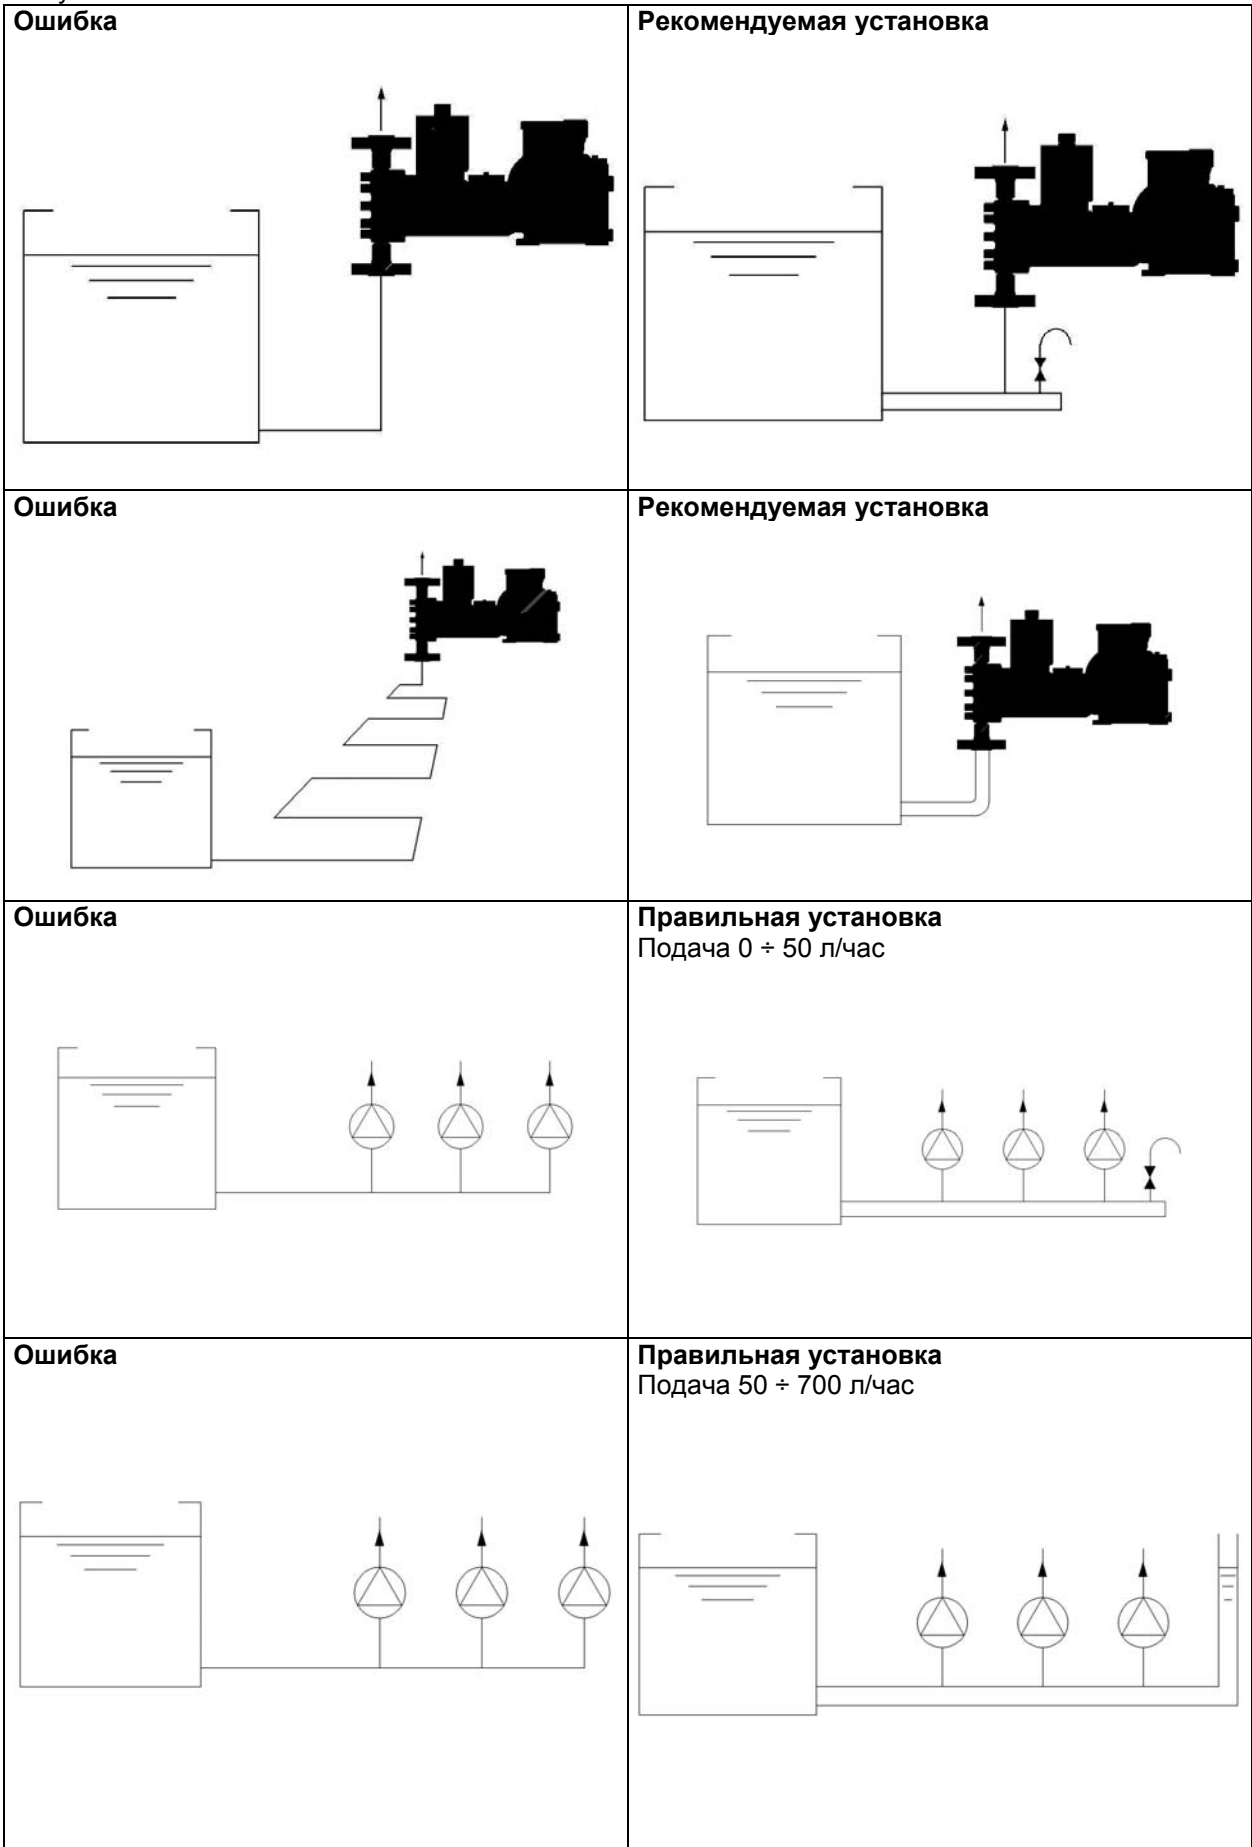 Ошибка
Рекомендуемая установка
Ошибка
Рекомендуемая установка
Ошибка
Правильная установка
Подача 0 ÷ 50 л/час
Ошибка
Правильная установка
Подача 50 ÷ 700 л/час